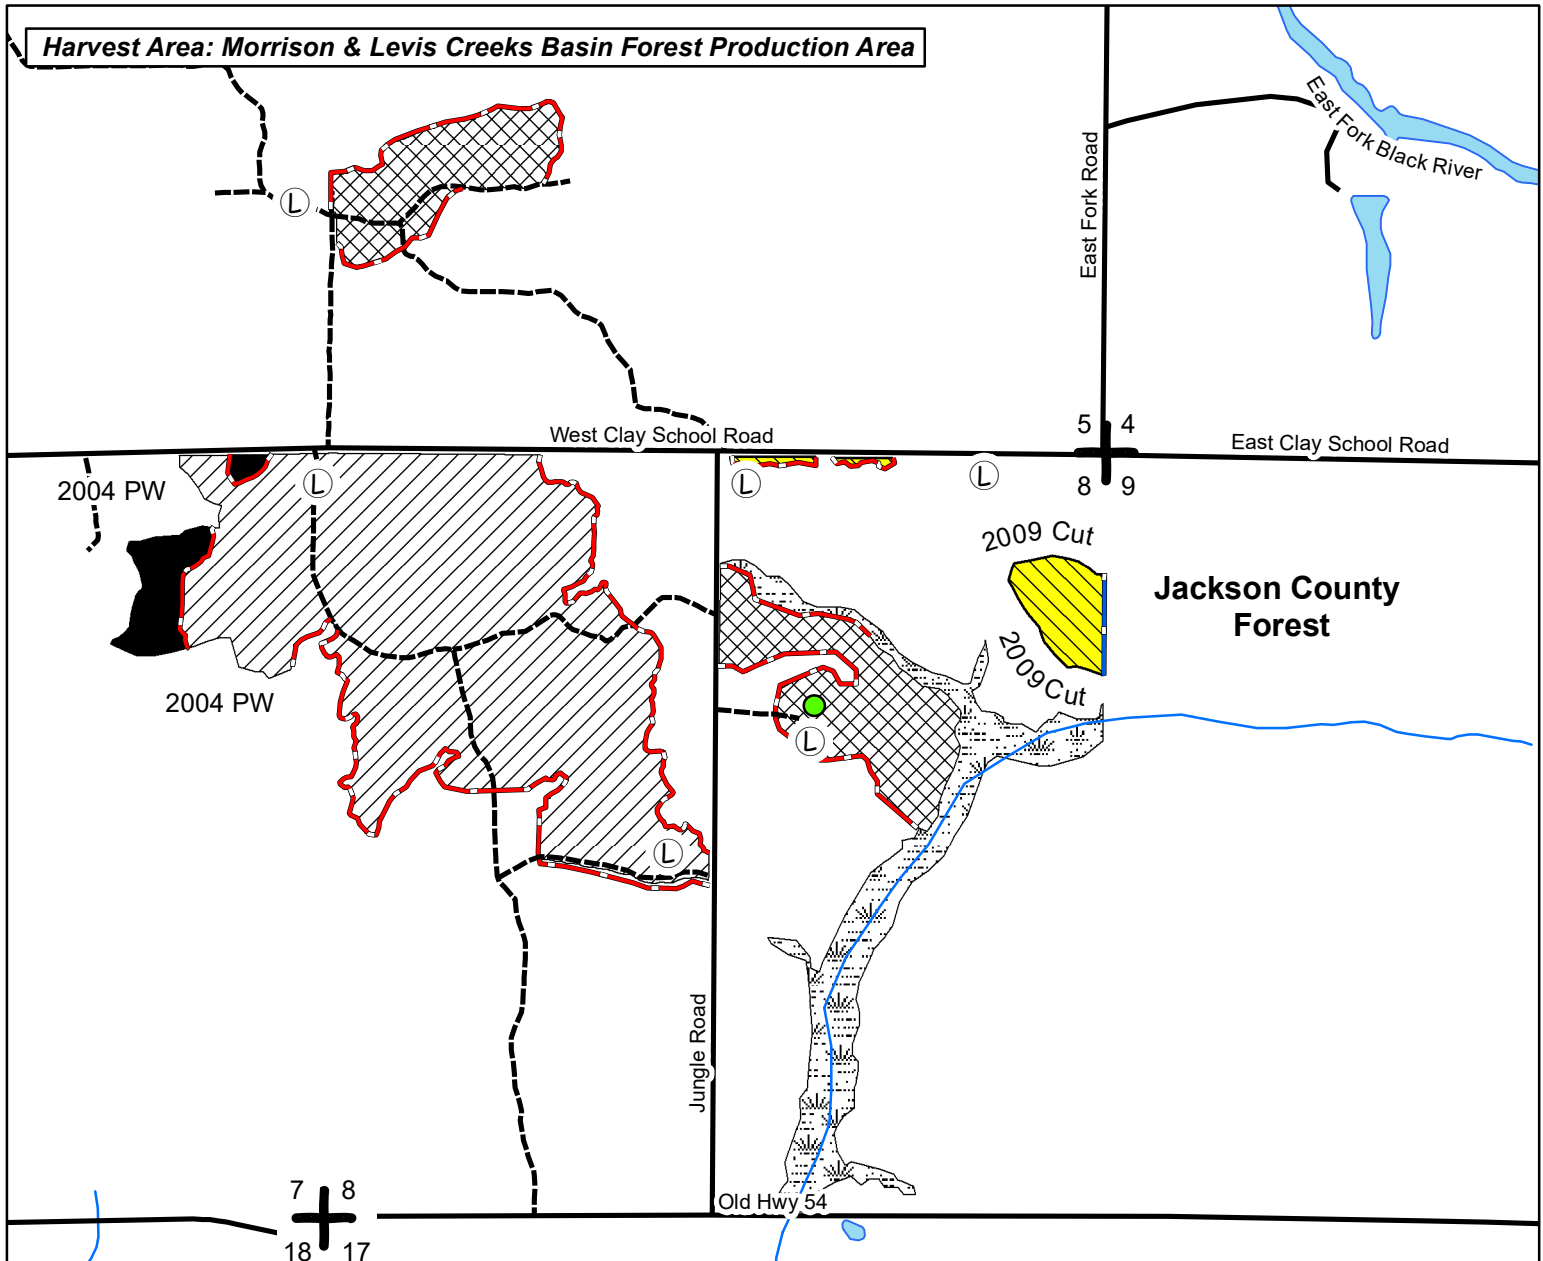 Harvest Area: Morrison & Levis Creeks Basin Forest Production Area
East Fork Black River
East Fork Road
L
5 4
West Clay School Road
East Clay School Road
8 9
2004 PW
L
L
L
2009 Cut
Jackson County
Forest
2009 Cut
2004 PW
L
L
Jungle Road
7 8
Old Hwy 54
18 17